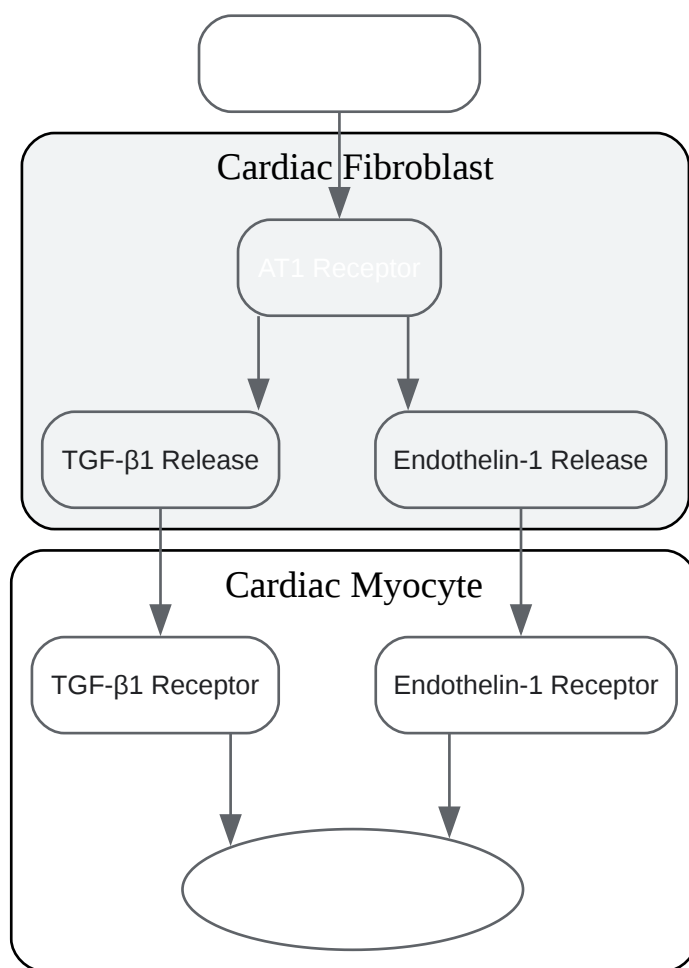 Cardiac Fibroblast
AT1 Receptor
TGF-β1 Release
Endothelin-1 Release
Cardiac Myocyte
TGF-β1 Receptor
Endothelin-1 Receptor